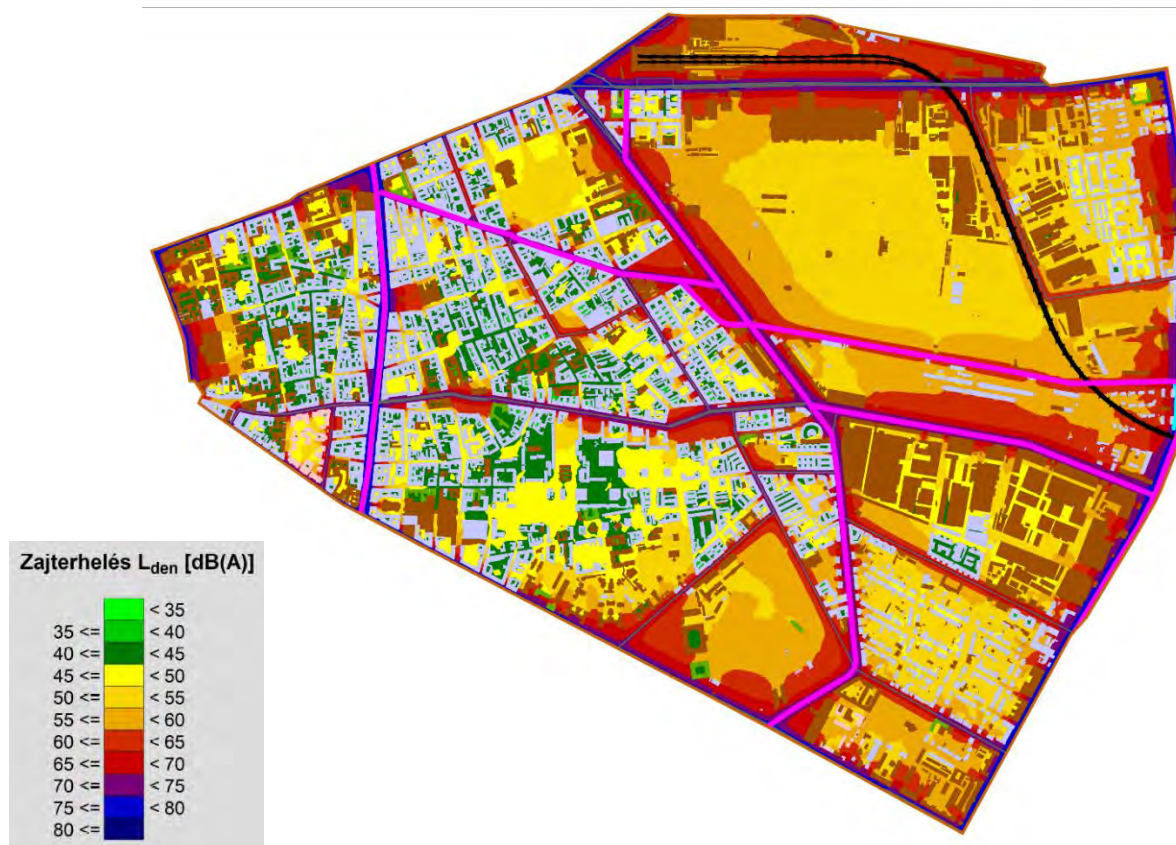 Zajterhelés Lden [dB(A)]
< 35
35 <= < 40
40 <= < 45
45 <= < 50
50 <= < 55
55 <= < 60
60 <= < 65
65 <= < 70
70 <= < 75
75 <= < 80
80 <=